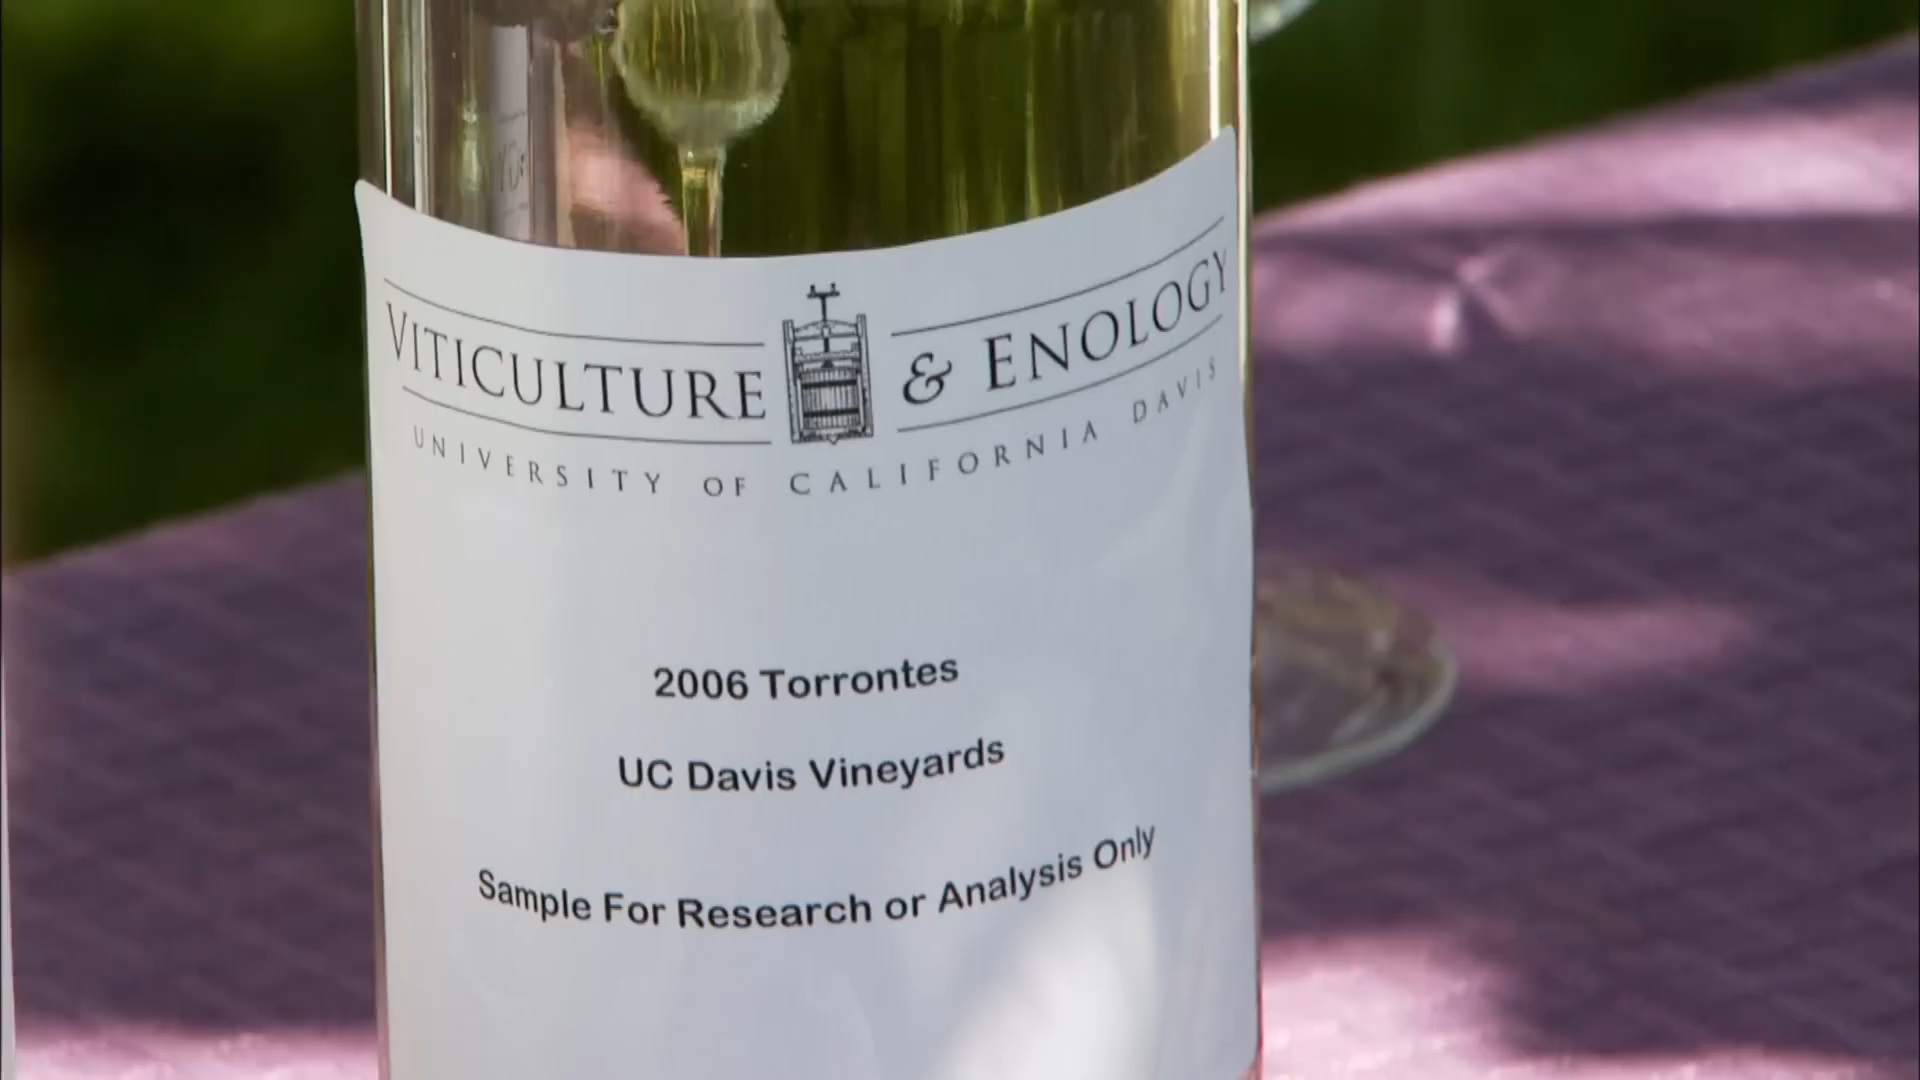 VITICULTURE & ENOLOGY
UNIVERSITY OF CALIFORNIA DAVIS
2006 Torrontes
UC Davis Vineyards
Sample For Research or Analysis Only